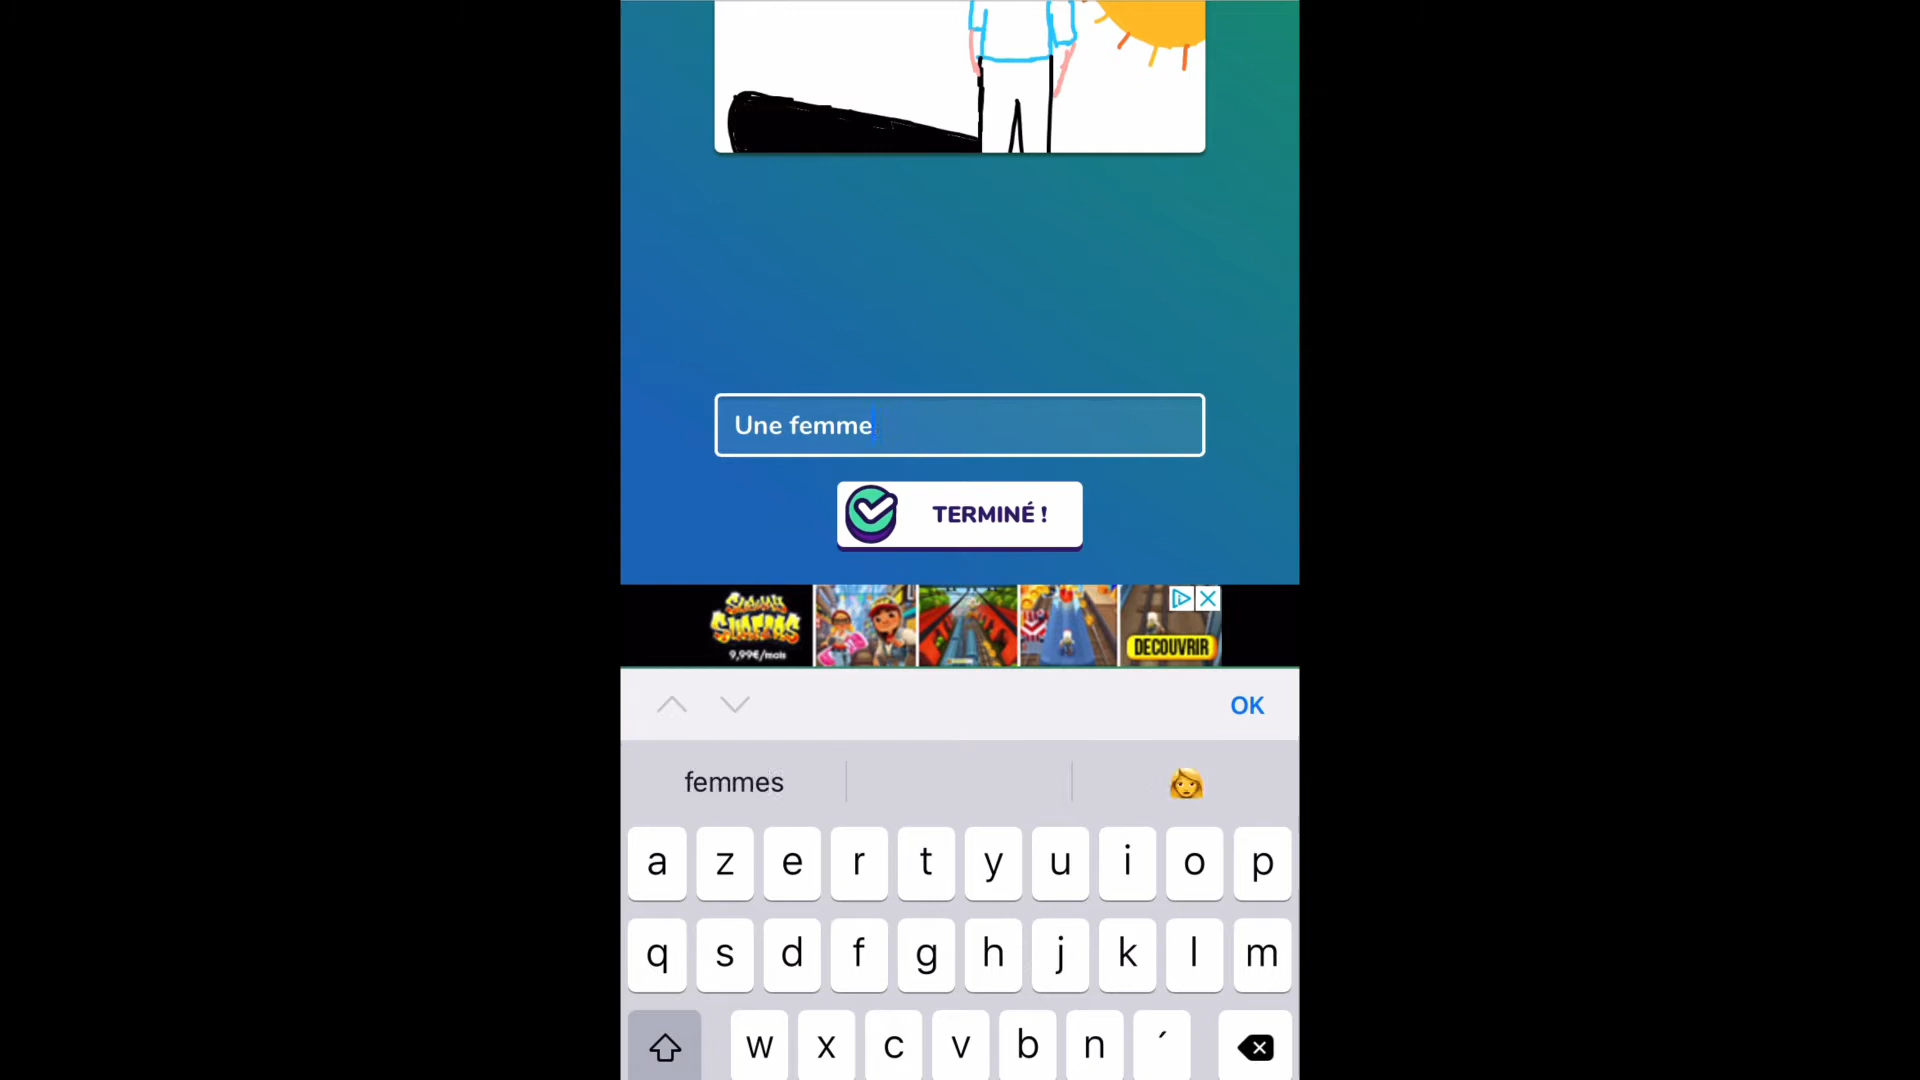 Une femme
TERMINÉ !
SUBWAY
SURFERS
9,99€/mois
DECOUVRIR
OK
femmes
a z e r t y u i o p
q s d f g h j k l m
w x c v b n ´